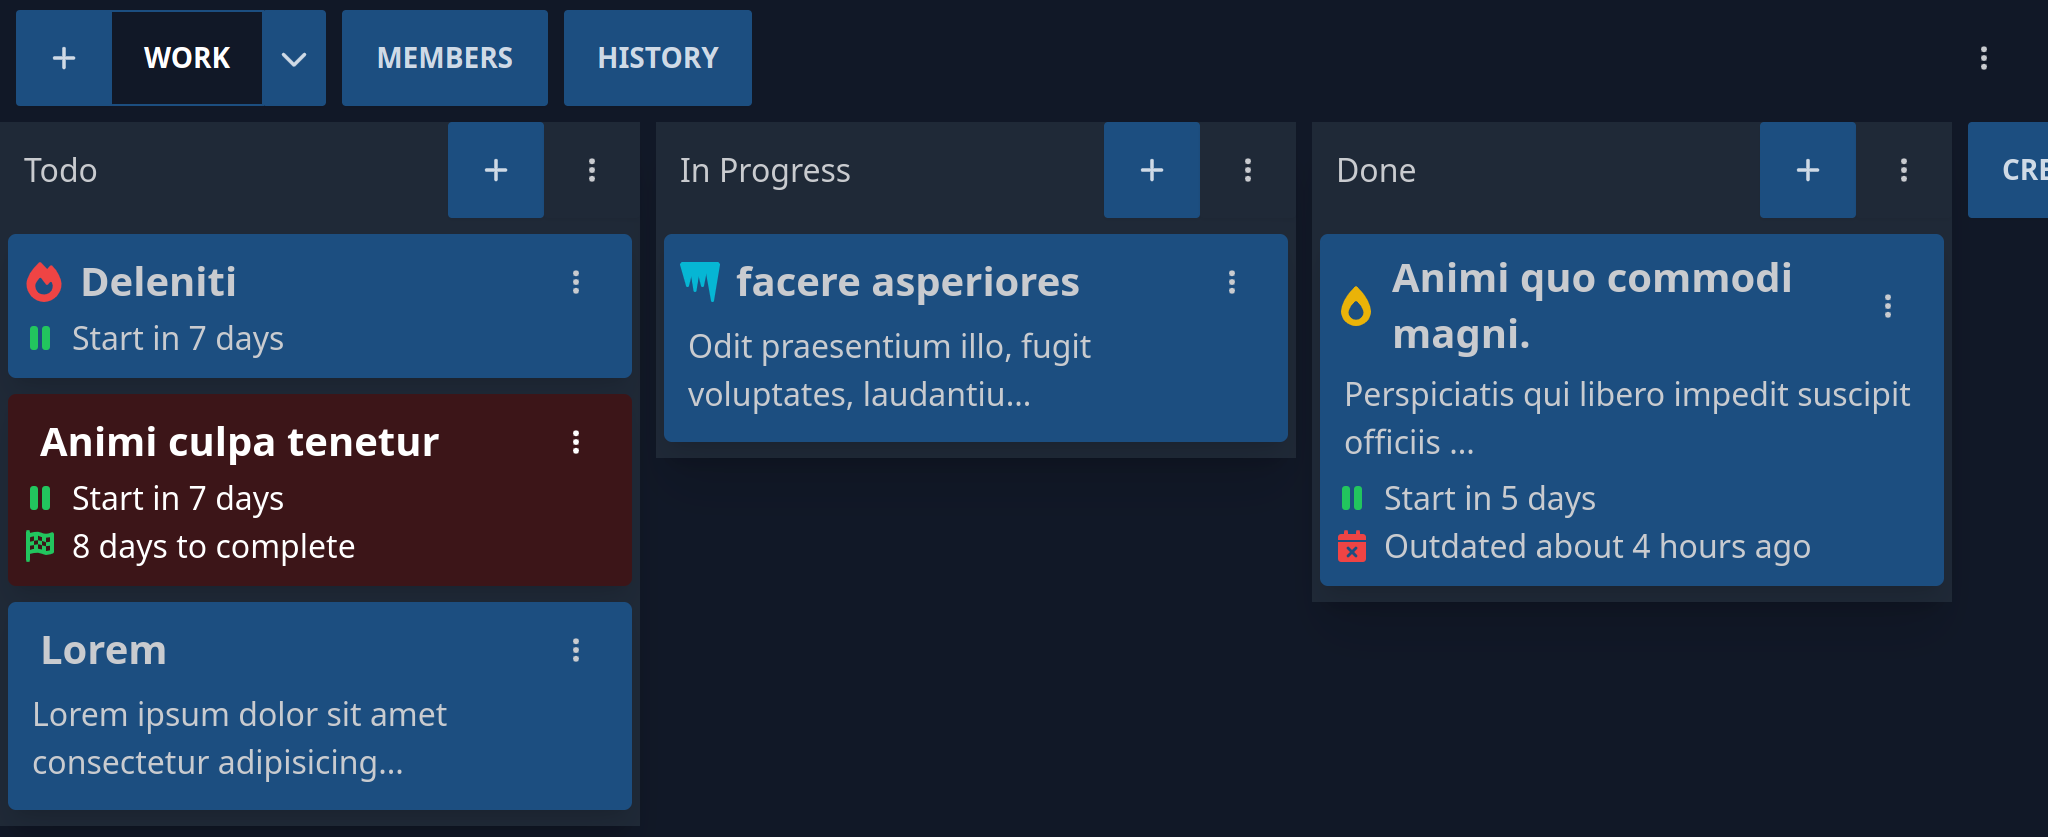 WORK
MEMBERS
HISTORY
Todo
In Progress
Done
CRE
Deleniti
Start in 7 days
Animi culpa tenetur
Start in 7 days
8 days to complete
Lorem
Lorem ipsum dolor sit amet
consectetur adipisicing...
facere asperiores
Odit praesentium illo, fugit
voluptates, laudantiu...
Animi quo commodi
magni.
Perspiciatis qui libero impedit suscipit
officiis ...
Start in 5 days
Outdated about 4 hours ago